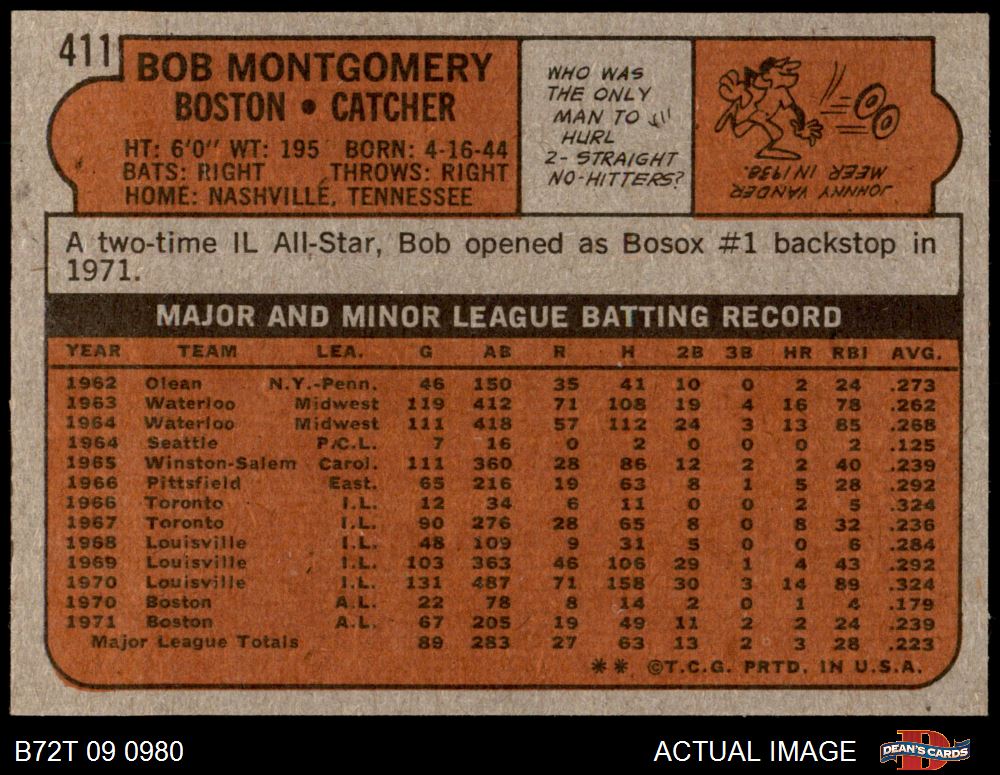 411
BOB MONTGOMERY
BOSTON • CATCHER
HT: 6'0" WT: 195 BORN: 4-16-44
BATS: RIGHT THROWS: RIGHT
HOME: NASHVILLE, TENNESSEE
WHO WAS
THE ONLY
MAN TO
HURL
2- STRAIGHT
NO-HITTERS?
JOHNNY VANDER
MEER IN 1938.
A two-time IL All-Star, Bob opened as Bosox #1 backstop in
1971.
MAJOR AND MINOR LEAGUE BATTING RECORD
YEAR TEAM LEA. G AB R H 2B 3B HR RBI AVG.
1962 Olean N.Y.-Penn. 46 150 35 41 10 0 2 24 .273
1963 Waterloo Midwest 119 412 71 108 19 4 16 78 .262
1964 Waterloo Midwest 111 418 57 112 24 3 13 85 .268
1964 Seattle P.C.L. 7 16 0 2 0 0 0 2 .125
1965 Winston-Salem Carol. 111 360 28 86 12 2 2 40 .239
1966 Pittsfield East. 65 216 19 63 8 1 5 28 .292
1966 Toronto I.L. 12 34 6 11 0 0 2 5 .324
1967 Toronto I.L. 90 276 28 65 8 0 8 32 .236
1968 Louisville I.L. 48 109 9 31 5 0 0 6 .284
1969 Louisville I.L. 103 363 46 106 29 1 4 43 .292
1970 Louisville I.L. 131 487 71 158 30 3 14 89 .324
1970 Boston A.L. 22 78 8 14 2 0 1 4 .179
1971 Boston A.L. 67 205 19 49 11 2 2 24 .239
Major League Totals 89 283 27 63 13 2 3 28 .223
** ©T.C.G. PRTD. IN U.S.A.
B72T 09 0980
ACTUAL IMAGE
D
DEAN'S CARDS